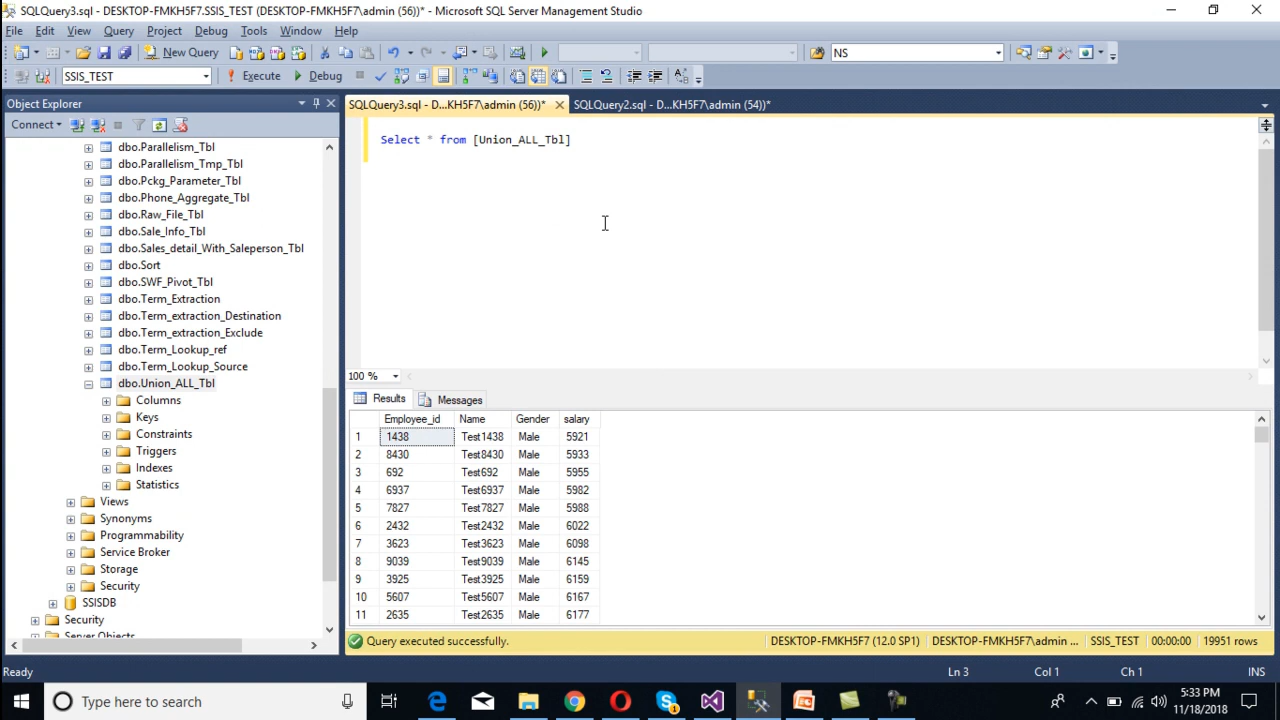 SQLQuery3.sql - DESKTOP-FMKH5F7.SSIS_TEST (DESKTOP-FMKH5F7\admin (56))* - Microsoft SQL Server Management Studio
File Edit View Query Project Debug Tools Window Help
New Query NS
SSIS_TEST Execute Debug
Object Explorer
Connect
dbo.Parallelism_Tbl
dbo.Parallelism_Tmp_Tbl
dbo.Pckg_Parameter_Tbl
dbo.Phone_Aggregate_Tbl
dbo.Raw_File_Tbl
dbo.Sale_Info_Tbl
dbo.Sales_detail_With_Saleperson_Tbl
dbo.Sort
dbo.SWF_Pivot_Tbl
dbo.Term_Extraction
dbo.Term_extraction_Destination
dbo.Term_extraction_Exclude
dbo.Term_Lookup_ref
dbo.Term_Lookup_Source
dbo.Union_ALL_Tbl
Columns
Keys
Constraints
Triggers
Indexes
Statistics
Views
Synonyms
Programmability
Service Broker
Storage
Security
SSISDB
Security
Server Objects
SQLQuery3.sql - D...KH5F7\admin (56))* SQLQuery2.sql - D...KH5F7\admin (54))*
Select * from [Union_ALL_Tbl]
100 %
Results Messages
Employee_id Name Gender salary
1 1438 Test1438 Male 5921
2 8430 Test8430 Male 5933
3 692 Test692 Male 5955
4 6937 Test6937 Male 5982
5 7827 Test7827 Male 5988
6 2432 Test2432 Male 6022
7 3623 Test3623 Male 6098
8 9039 Test9039 Male 6145
9 3925 Test3925 Male 6159
10 5607 Test5607 Male 6167
11 2635 Test2635 Male 6177
Query executed successfully. DESKTOP-FMKH5F7 (12.0 SP1) DESKTOP-FMKH5F7\admin ... SSIS_TEST 00:00:00 19951 rows
Ready Ln 3 Col 1 Ch 1 INS
Type here to search
5:33 PM
11/18/2018